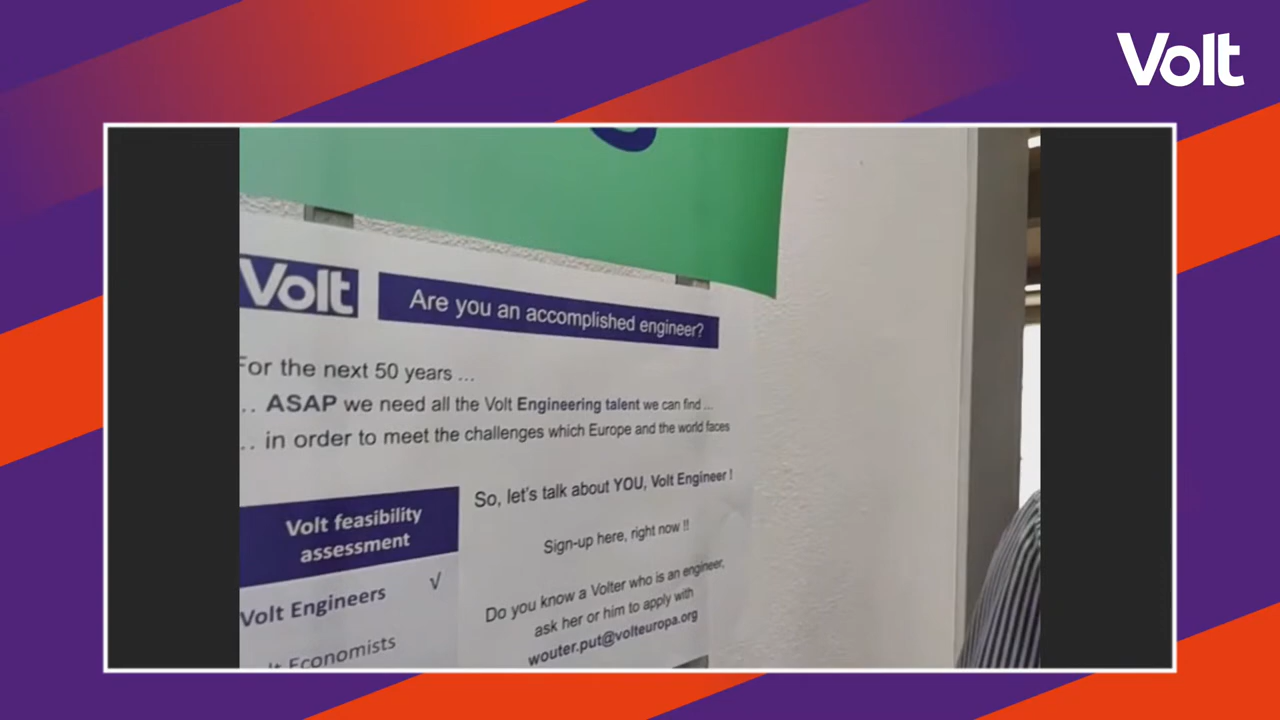 Volt
Volt
Are you an accomplished engineer?
For the next 50 years ...
.. ASAP we need all the Volt Engineering talent we can find ...
.. in order to meet the challenges which Europe and the world faces
So, let's talk about YOU, Volt Engineer !
Sign-up here, right now !!
Do you know a Volter who is an engineer,
ask her or him to apply with
wouter.put@volteuropa.org
Volt feasibility
assessment
Volt Engineers √
lt Economists